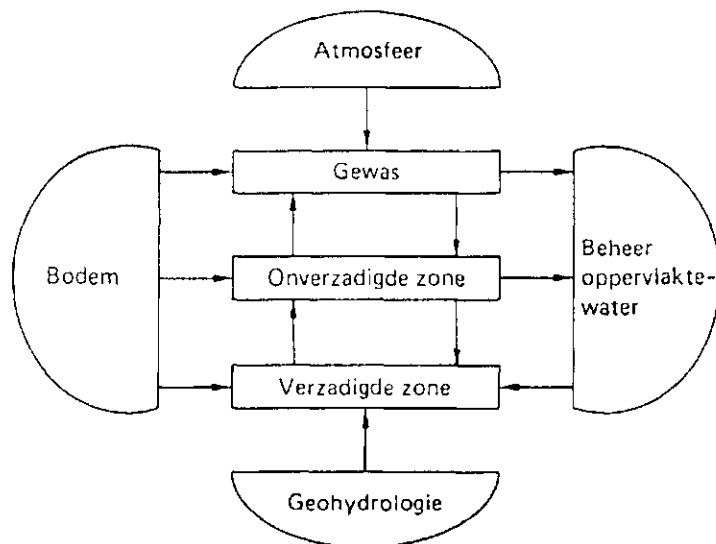 Atmosfeer
Gewas
Bodem
Onverzadigde zone
Beheer
oppervlakte-
water
Verzadigde zone
Geohydrologie